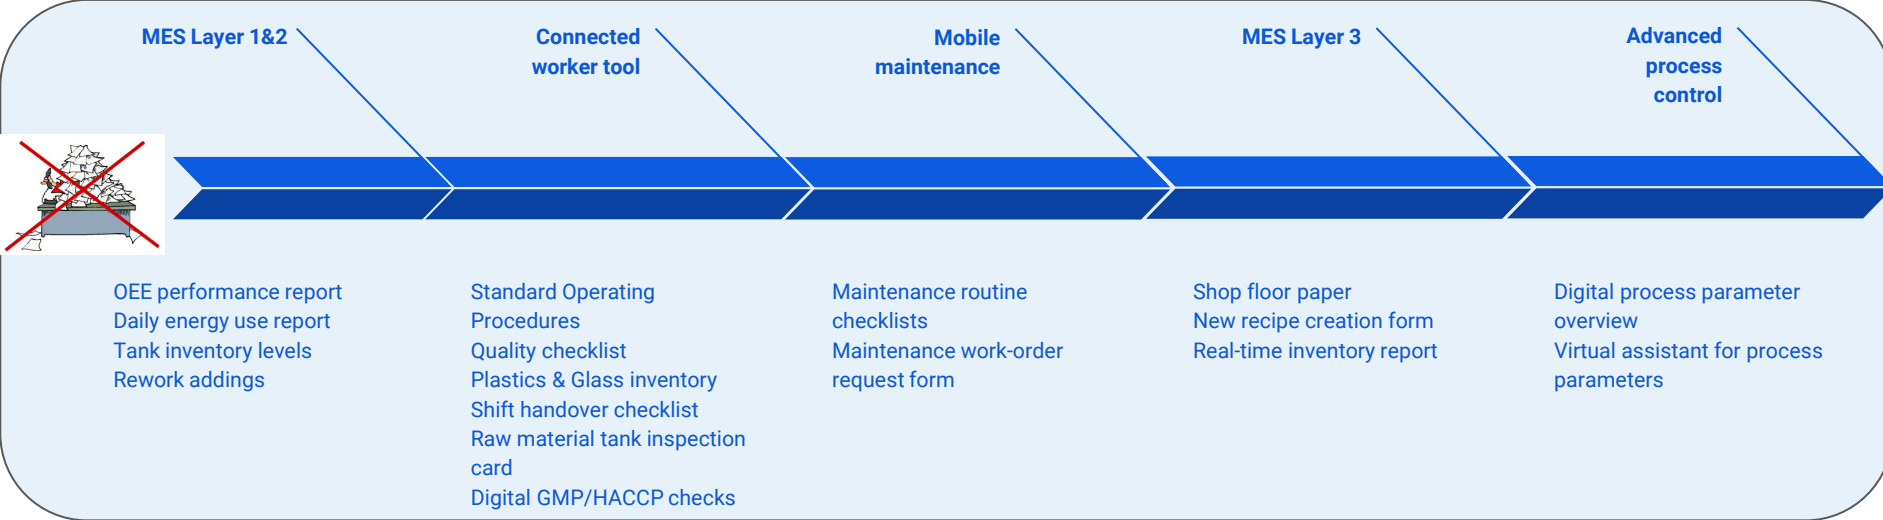 MES Layer 1&2
Connected
worker tool
Mobile
maintenance
MES Layer 3
Advanced
process
control
OEE performance report
Daily energy use report
Tank inventory levels
Rework addings
Standard Operating
Procedures
Quality checklist
Plastics & Glass inventory
Shift handover checklist
Raw material tank inspection
card
Digital GMP/HACCP checks
Maintenance routine
checklists
Maintenance work-order
request form
Shop floor paper
New recipe creation form
Real-time inventory report
Digital process parameter
overview
Virtual assistant for process
parameters